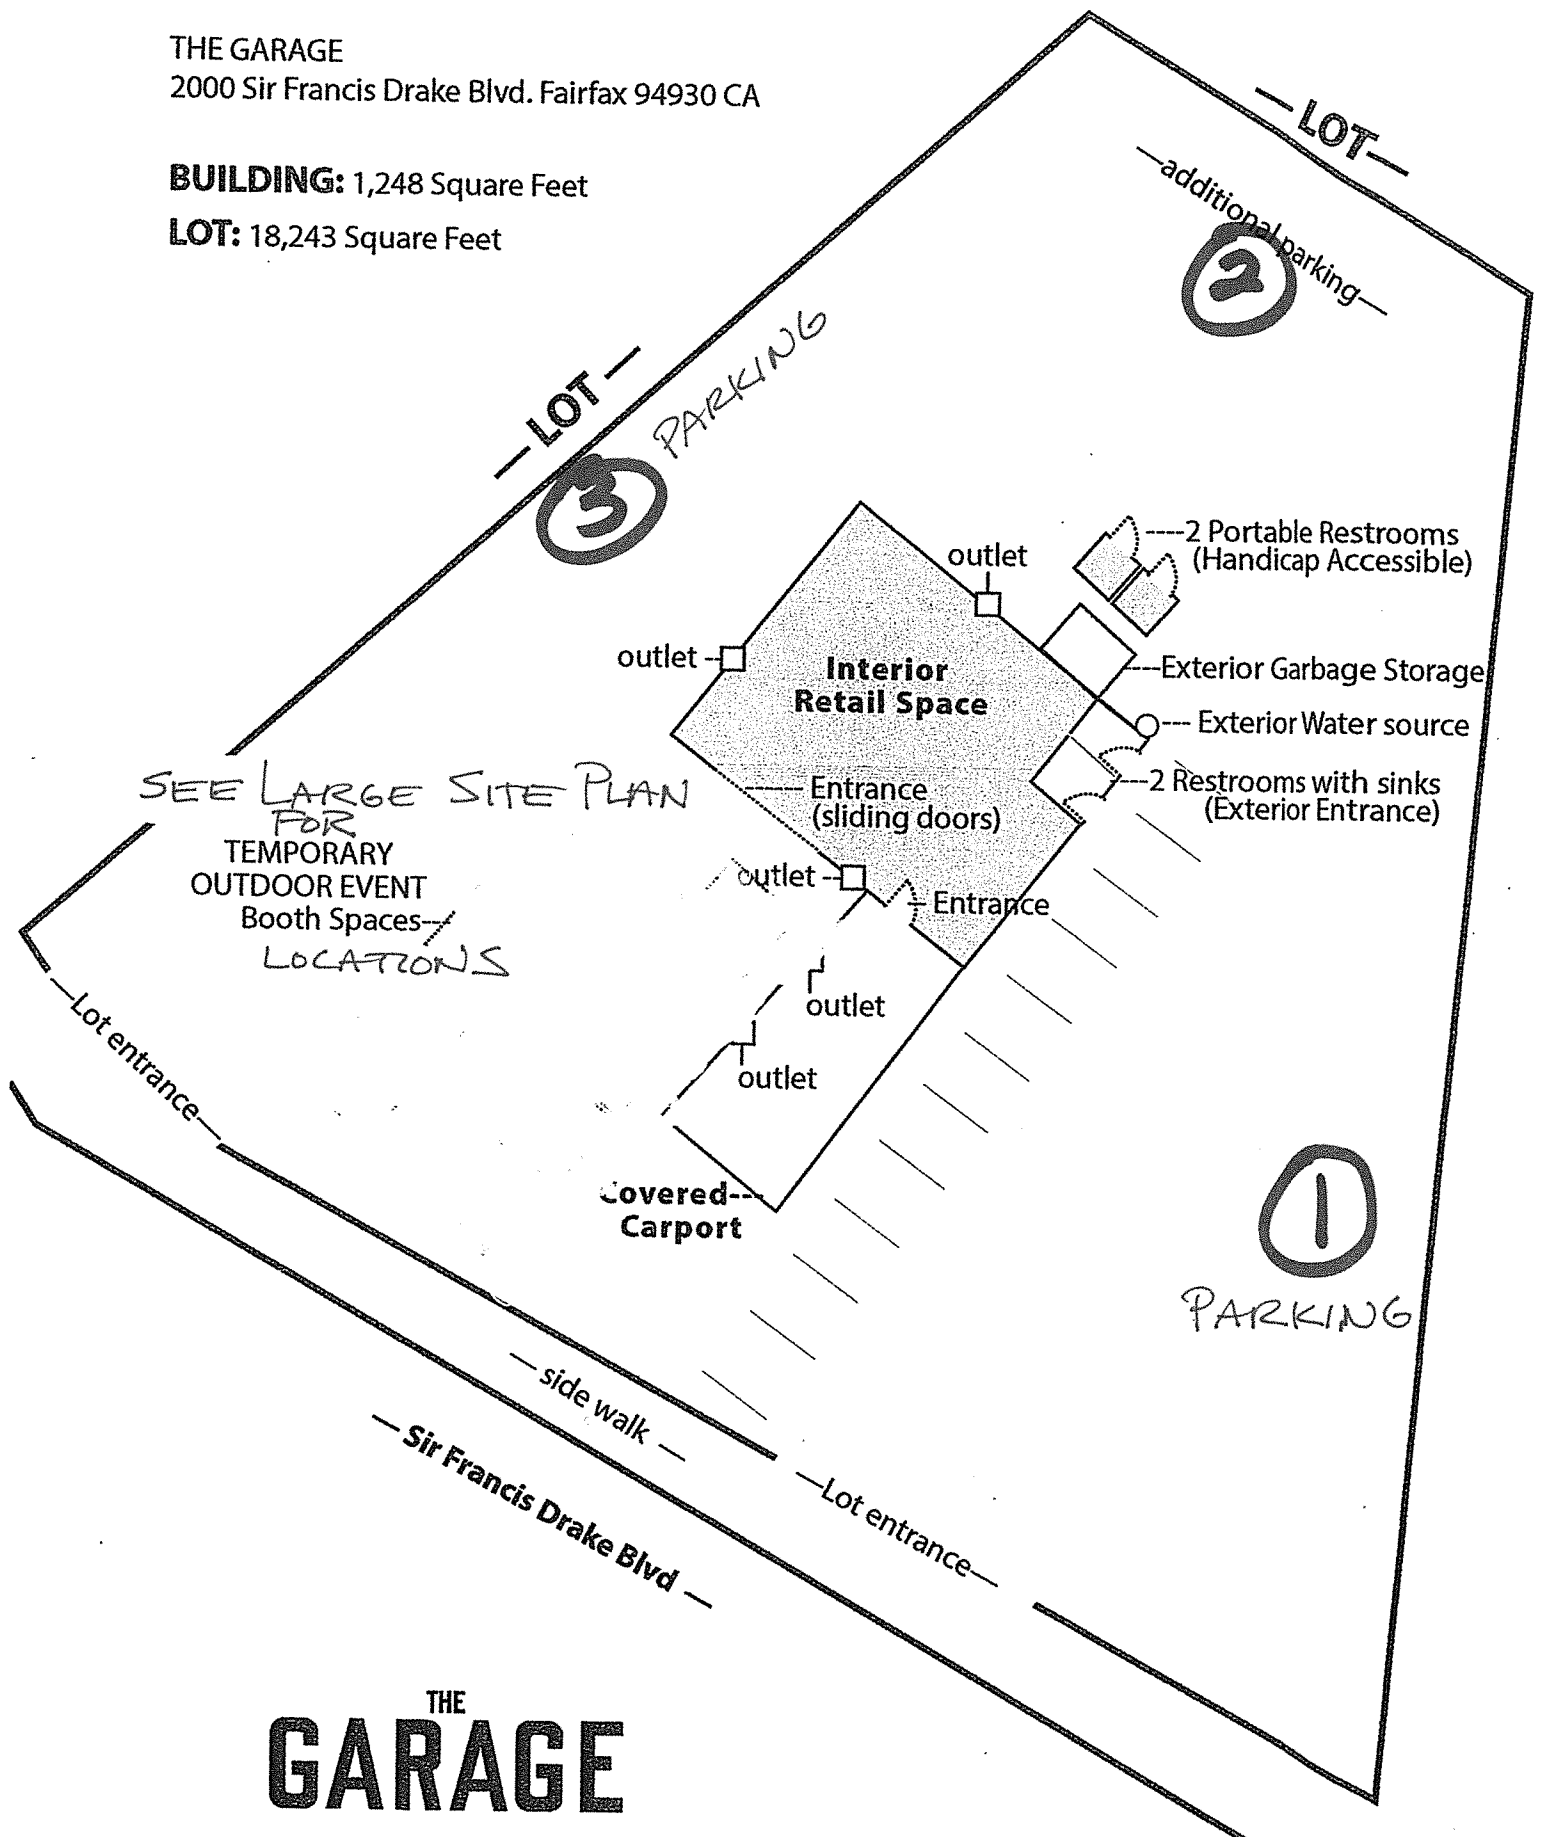 THE GARAGE
2000 Sir Francis Drake Blvd. Fairfax 94930 CA
BUILDING: 1,248 Square Feet
LOT: 18,243 Square Feet
— LOT —
—additional parking—
2
— LOT —
3 PARKING
outlet
----2 Portable Restrooms
(Handicap Accessible)
outlet --
Interior
Retail Space
----Exterior Garbage Storage
--- Exterior Water source
---2 Restrooms with sinks
(Exterior Entrance)
Entrance
(sliding doors)
SEE LARGE SITE PLAN
FOR
TEMPORARY
OUTDOOR EVENT
Booth Spaces--
LOCATIONS
outlet --
Entrance
outlet
outlet
—Lot entrance—
Covered---
Carport
1
PARKING
— side walk —
— Sir Francis Drake Blvd —
—Lot entrance—
THE
GARAGE